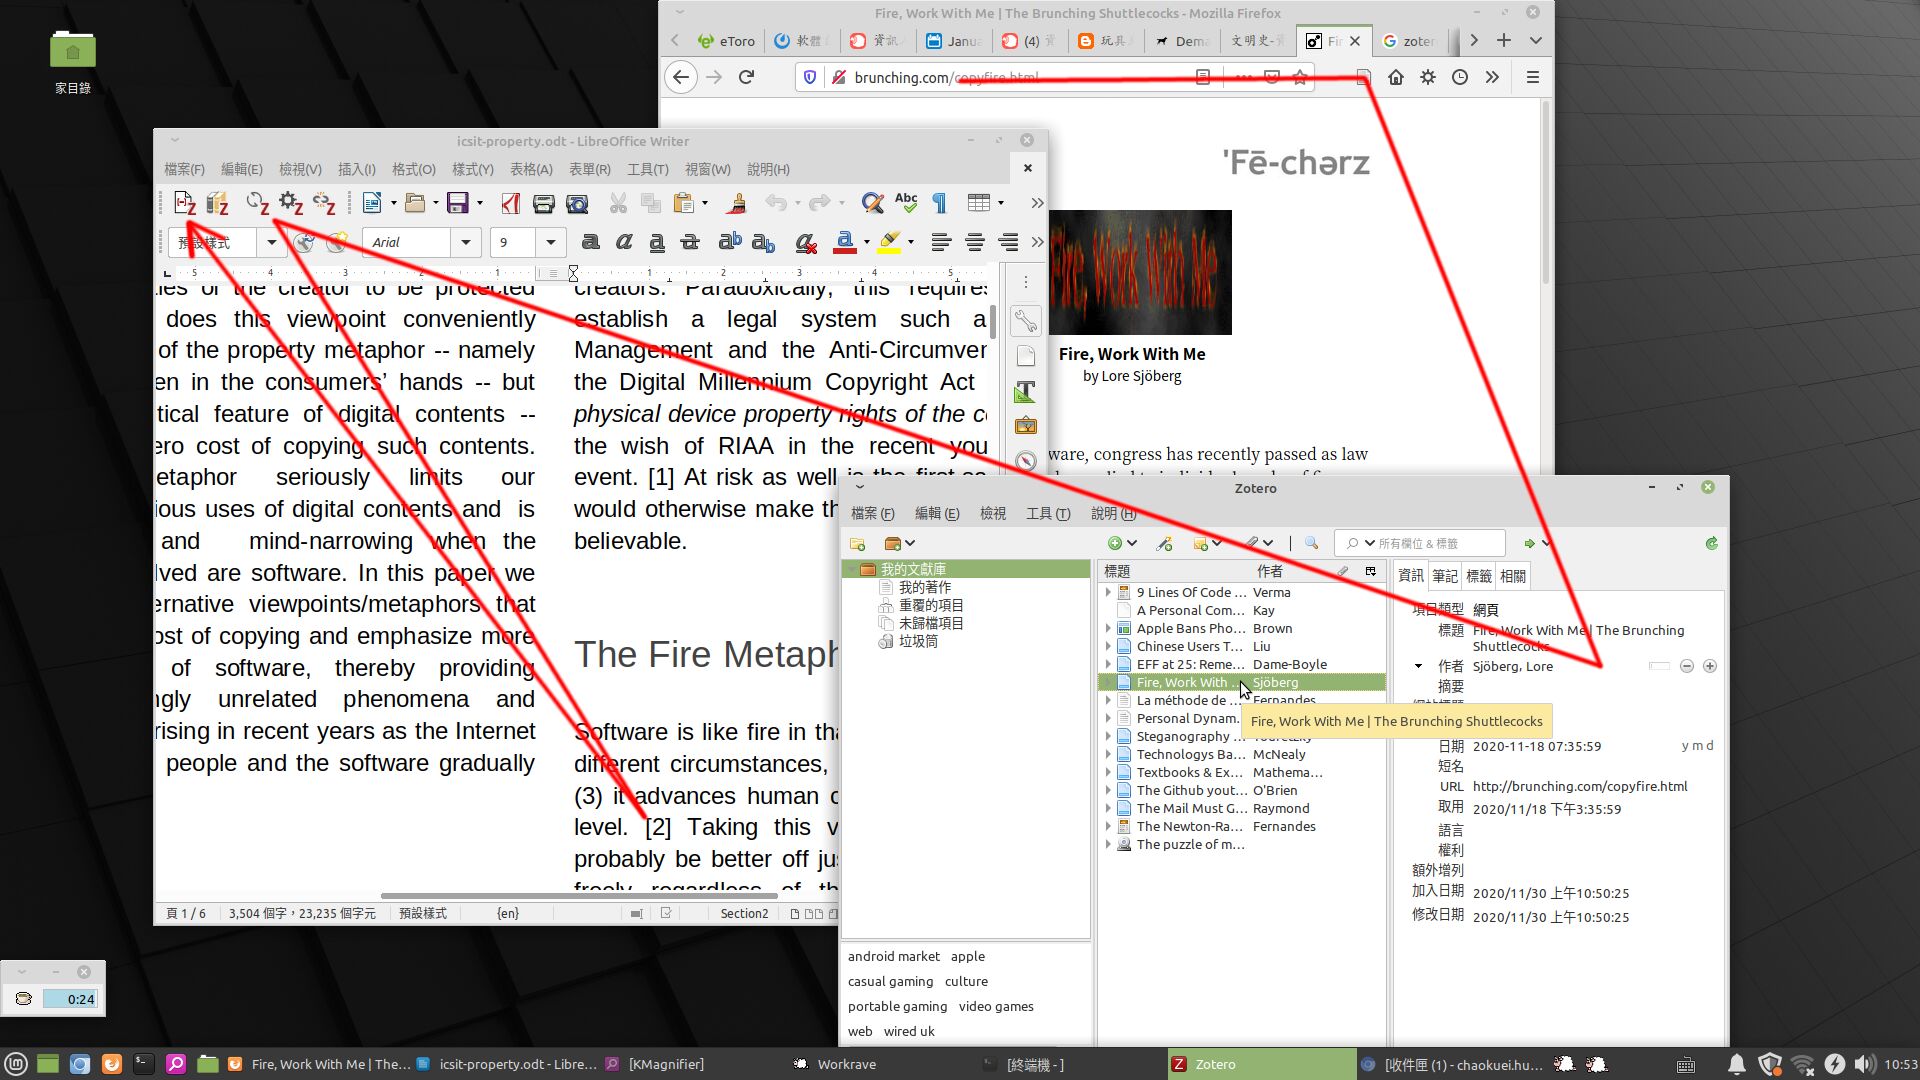 家目錄
Fire, Work With Me | The Brunching Shuttlecocks - Mozilla Firefox
eToro
軟體
資訊
Janua
(4)
玩具
Dema
文明史-
Fir
zoter
brunching.com/copyfire.html
'Fē-chərz
Fire, Work With Me
Fire, Work With Me
by Lore Sjöberg
ware, congress has recently passed as law
icsit-property.odt - LibreOffice Writer
檔案(F) 編輯(E) 檢視(V) 插入(I) 格式(O) 樣式(Y) 表格(A) 表單(R) 工具(T) 視窗(W) 說明(H)
預設樣式
Arial
9
5 4 3 2 1 1 2 3 4 5
les of the creator to be protected
does this viewpoint conveniently
of the property metaphor -- namely
en in the consumers' hands -- but
tical feature of digital contents --
ero cost of copying such contents.
etaphor seriously limits our
ious uses of digital contents and is
and mind-narrowing when the
lved are software. In this paper we
ernative viewpoints/metaphors that
ost of copying and emphasize more
of software, thereby providing
ngly unrelated phenomena and
rising in recent years as the Internet
people and the software gradually
creators. Paradoxically, this requires
establish a legal system such a
Management and the Anti-Circumver
the Digital Millennium Copyright Act
physical device property rights of the co
the wish of RIAA in the recent you
event. [1] At risk as well is the first-sa
would otherwise make th
believable.
The Fire Metaph
Software is like fire in tha
different circumstances,
(3) it advances human c
level. [2] Taking this v
probably be better off jus
freely regardless of th
頁 1 / 6
3,504 個字，23,235 個字元
預設樣式
{en}
Section2
Zotero
檔案 (F) 編輯 (E) 檢視 工具 (T) 說明 (H)
所有欄位 & 標籤
我的文獻庫
我的著作
重覆的項目
未歸檔項目
垃圾筒
android market apple
casual gaming culture
portable gaming video games
web wired uk
標題 作者
9 Lines Of Code ... Verma
A Personal Com... Kay
Apple Bans Pho... Brown
Chinese Users T... Liu
EFF at 25: Reme... Dame-Boyle
Fire, Work With ... Sjöberg
La méthode de ... Fernandes
Personal Dynam...
Steganography ... Touretzky
Technologys Ba... McNealy
Textbooks & Ex... Mathema...
The Github yout... O'Brien
The Mail Must G... Raymond
The Newton-Ra... Fernandes
The puzzle of m...
Fire, Work With Me | The Brunching Shuttlecocks
資訊 筆記 標籤 相關
項目類型 網頁
標題 Fire, Work With Me | The Brunching
Shuttlecocks
作者 Sjöberg, Lore
摘要
日期 2020-11-18 07:35:59 y m d
短名
URL http://brunching.com/copyfire.html
取用 2020/11/18 下午3:35:59
語言
權利
額外增列
加入日期 2020/11/30 上午10:50:25
修改日期 2020/11/30 上午10:50:25
0:24
Fire, Work With Me | The...
icsit-property.odt - Libre...
[KMagnifier]
Workrave
[終端機 - ]
Zotero
[收件匣 (1) - chaokuei.hu...
10:53